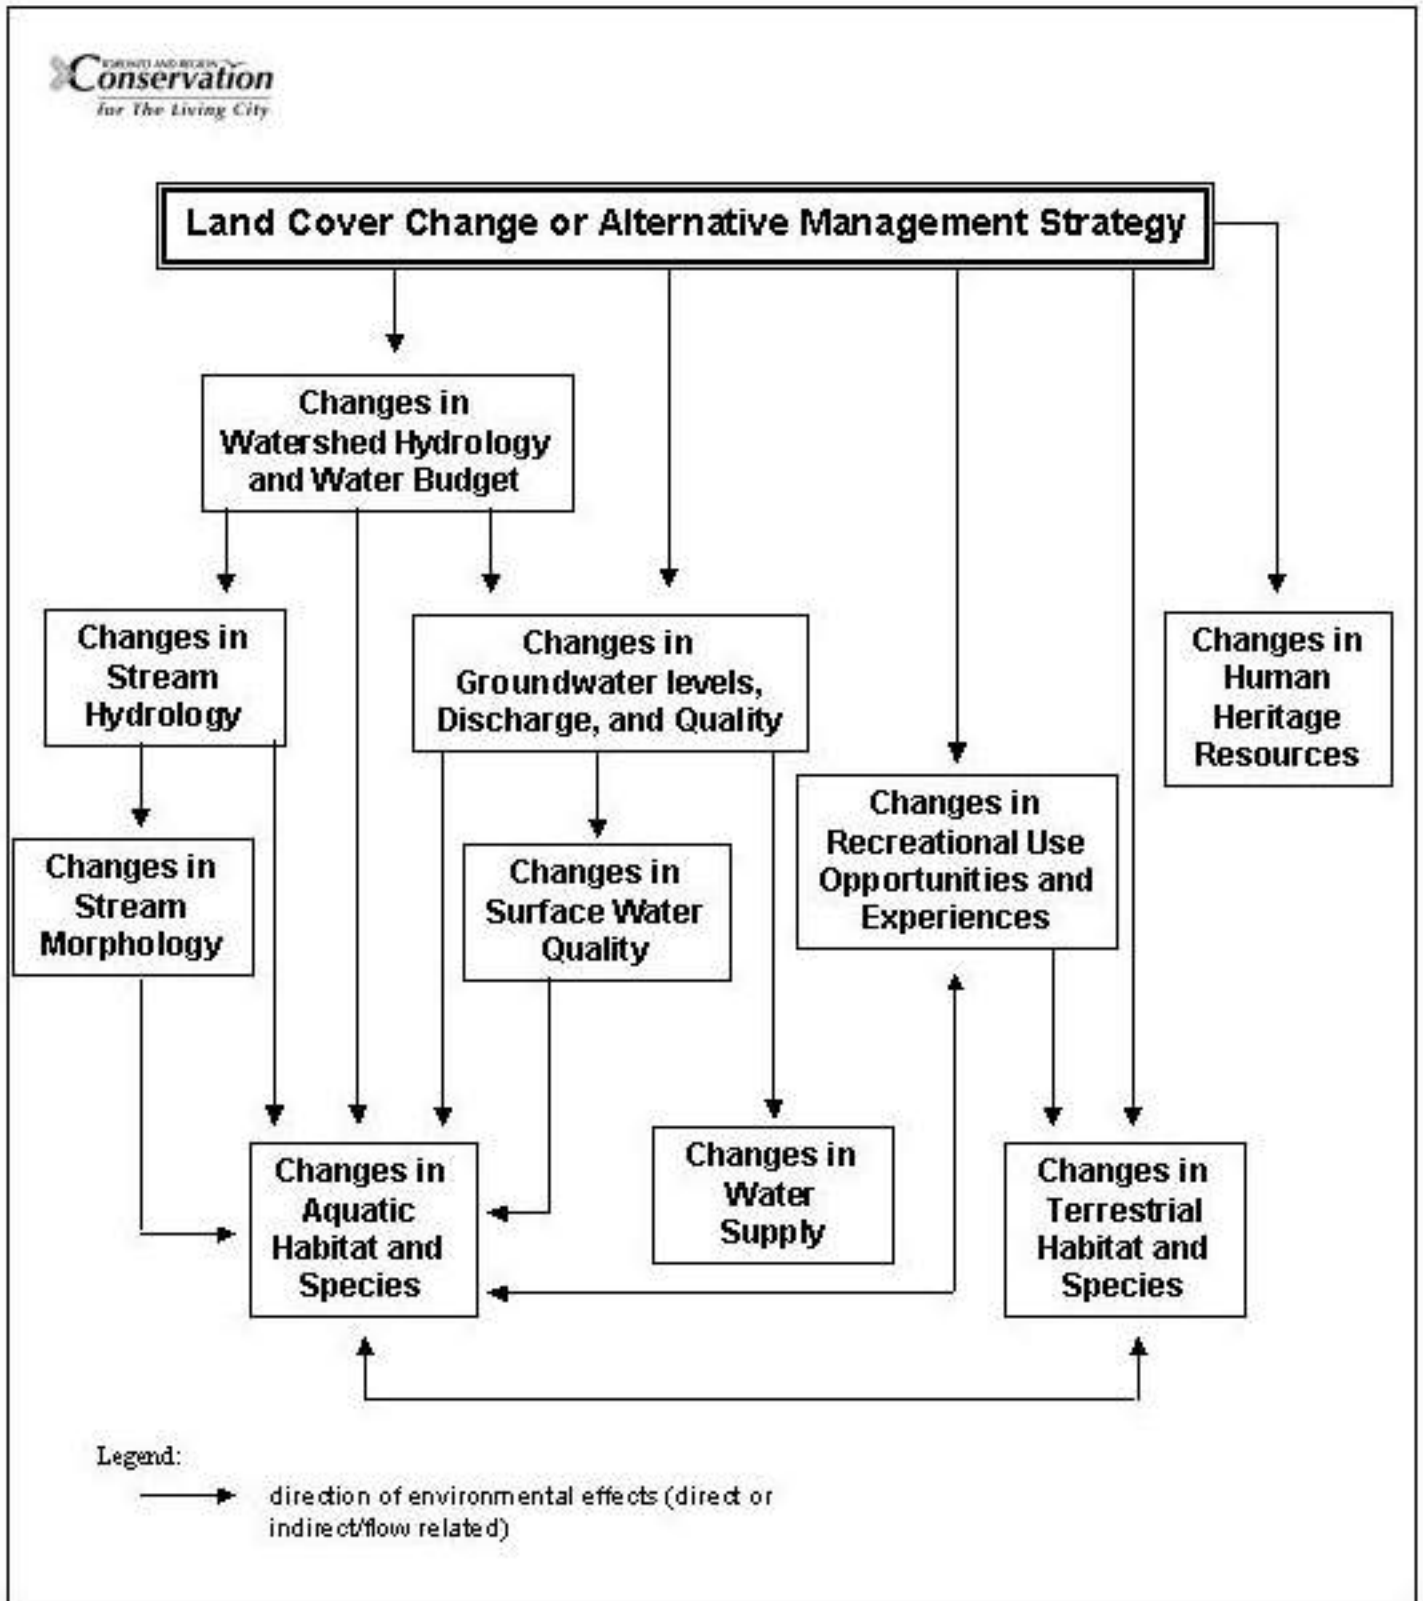 TORONTO AND REGION
Conservation
for The Living City
Land Cover Change or Alternative Management Strategy
Changes in
Watershed Hydrology
and Water Budget
Changes in
Stream
Hydrology
Changes in
Groundwater levels,
Discharge, and Quality
Changes in
Human
Heritage
Resources
Changes in
Recreational Use
Opportunities and
Experiences
Changes in
Stream
Morphology
Changes in
Surface Water
Quality
Changes in
Aquatic
Habitat and
Species
Changes in
Water
Supply
Changes in
Terrestrial
Habitat and
Species
Legend:
direction of environmental effects (direct or
indirect/flow related)